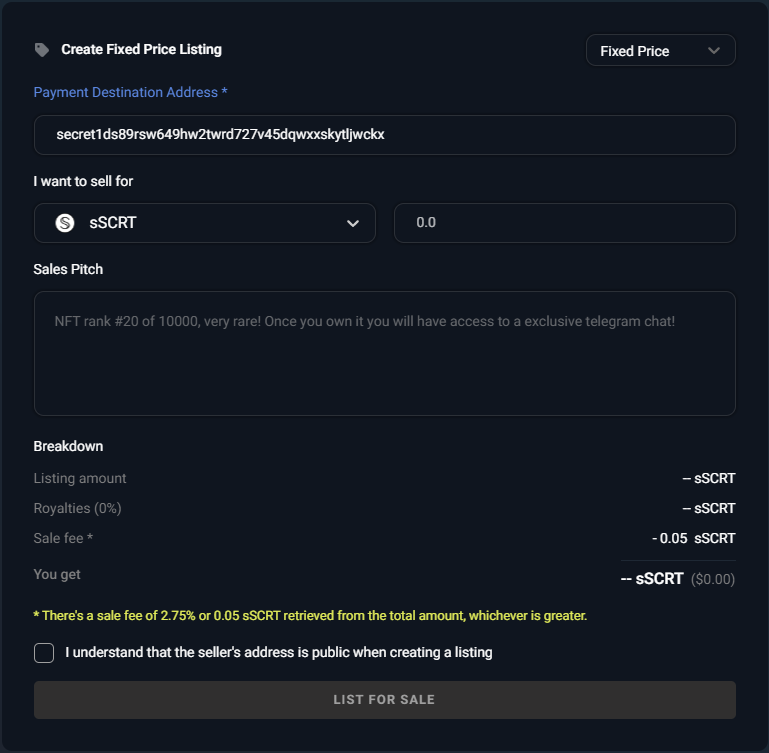 Create Fixed Price Listing
Fixed Price
Payment Destination Address *
secret1ds89rsw649hw2twrd727v45dqwxxskytljwckx
I want to sell for
sSCRT
0.0
Sales Pitch
NFT rank #20 of 10000, very rare! Once you own it you will have access to a exclusive telegram chat!
Breakdown
Listing amount -- sSCRT
Royalties (0%) -- sSCRT
Sale fee * - 0.05 sSCRT
You get -- sSCRT ($0.00)
* There's a sale fee of 2.75% or 0.05 sSCRT retrieved from the total amount, whichever is greater.
I understand that the seller's address is public when creating a listing
LIST FOR SALE